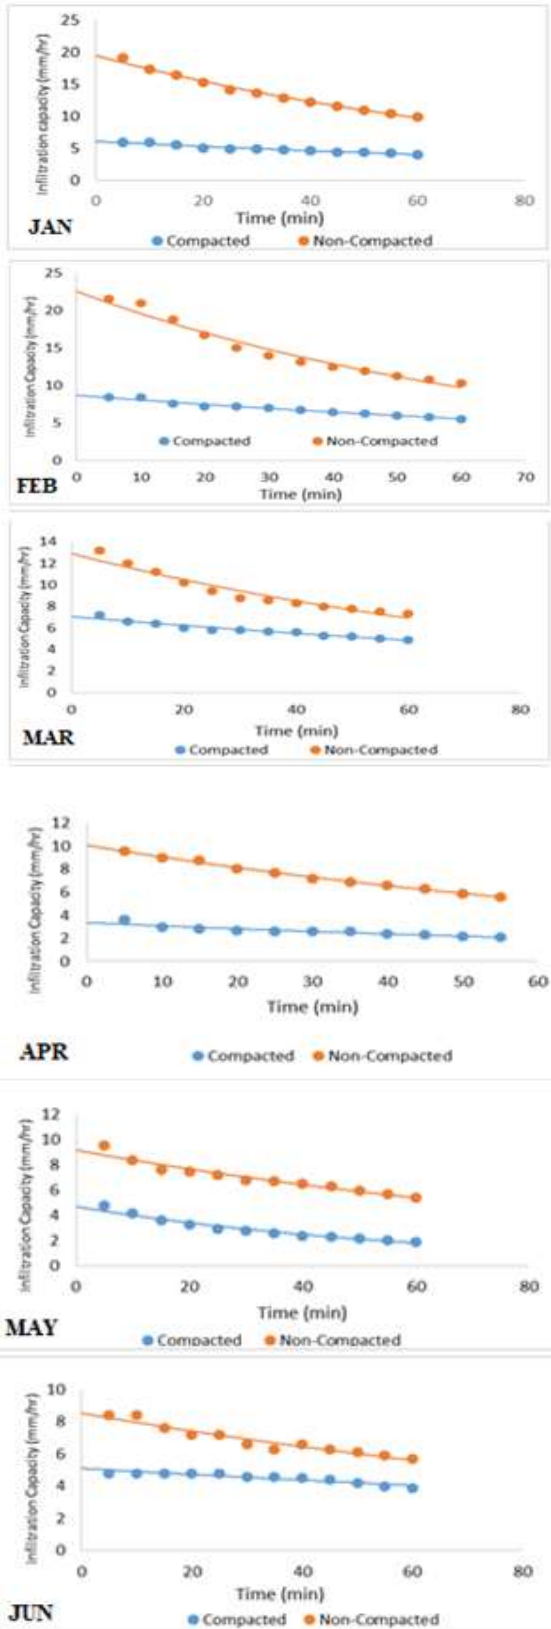 25
20
15
10
5
0
Infiltration capacity (mm/hr)
0 20 40 60 80
Time (min)
JAN
Compacted Non-Compacted
25
20
15
10
5
0
Infiltration Capacity (mm/hr)
Compacted Non-Compacted
FEB
0 10 20 30 40 50 60 70
Time (min)
14
12
10
8
6
4
2
0
Infiltration Capacity (mm/hr)
0 20 40 60 80
Time (min)
MAR
Compacted Non-Compacted
12
10
8
6
4
2
0
Infiltration Capacity (mm/hr)
0 10 20 30 40 50 60
Time (min)
APR
Compacted Non-Compacted
12
10
8
6
4
2
0
Infiltration Capacity (mm/hr)
0 20 40 60 80
Time (min)
MAY
Compacted Non-Compacted
10
8
6
4
2
0
Infiltration Capacity (mm/hr)
0 20 40 60 80
Time (min)
JUN
Compacted Non-Compacted